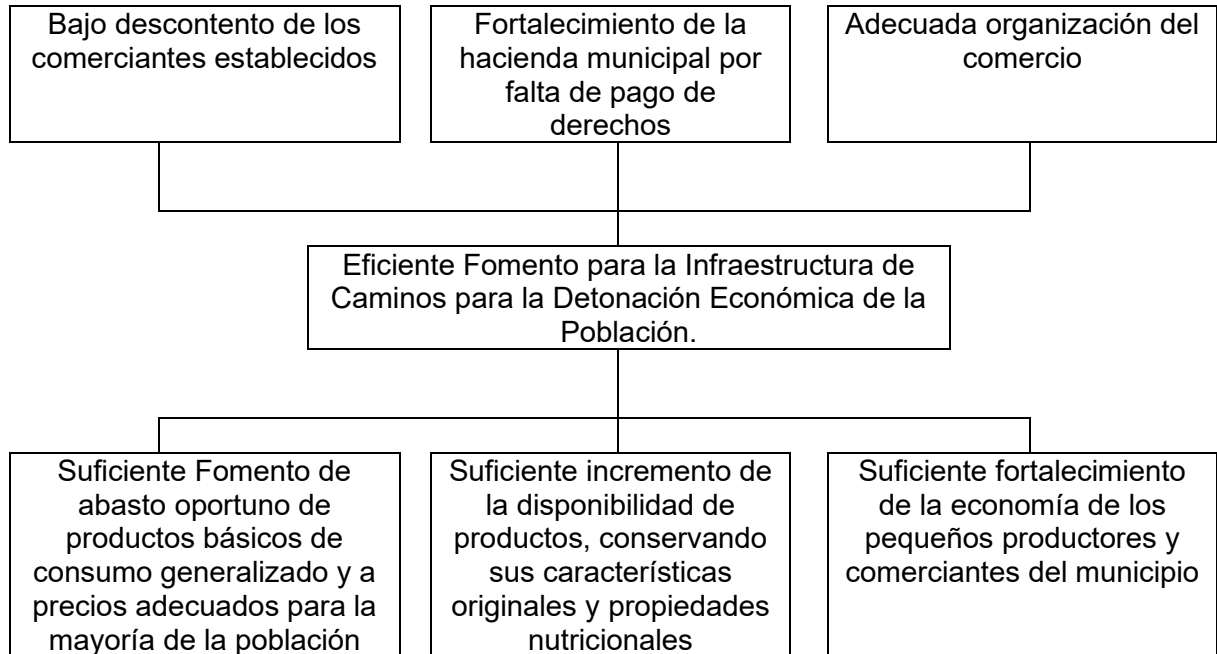 Bajo descontento de los
comerciantes establecidos
Fortalecimiento de la
hacienda municipal por
falta de pago de
derechos
Adecuada organización del
comercio
Eficiente Fomento para la Infraestructura de
Caminos para la Detonación Económica de la
Población.
Suficiente Fomento de
abasto oportuno de
productos básicos de
consumo generalizado y a
precios adecuados para la
mayoría de la población
Suficiente incremento de
la disponibilidad de
productos, conservando
sus características
originales y propiedades
nutricionales
Suficiente fortalecimiento
de la economía de los
pequeños productores y
comerciantes del municipio